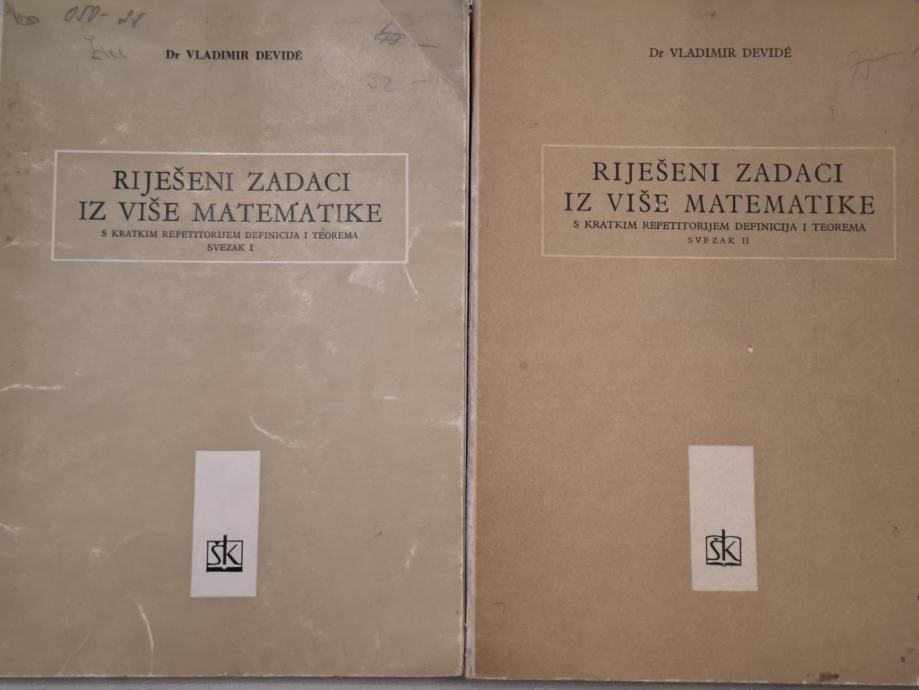 Dr VLADIMIR DEVIDÉ
RIJEŠENI ZADACI
IZ VIŠE MATEMATIKE
S KRATKIM REPETITORIJEM DEFINICIJA I TEOREMA
SVEZAK I
ŠK
Dr VLADIMIR DEVIDÉ
75-
RIJEŠENI ZADACI
IZ VIŠE MATEMATIKE
S KRATKIM REPETITORIJEM DEFINICIJA I TEOREMA
SVEZAK II
ŠK